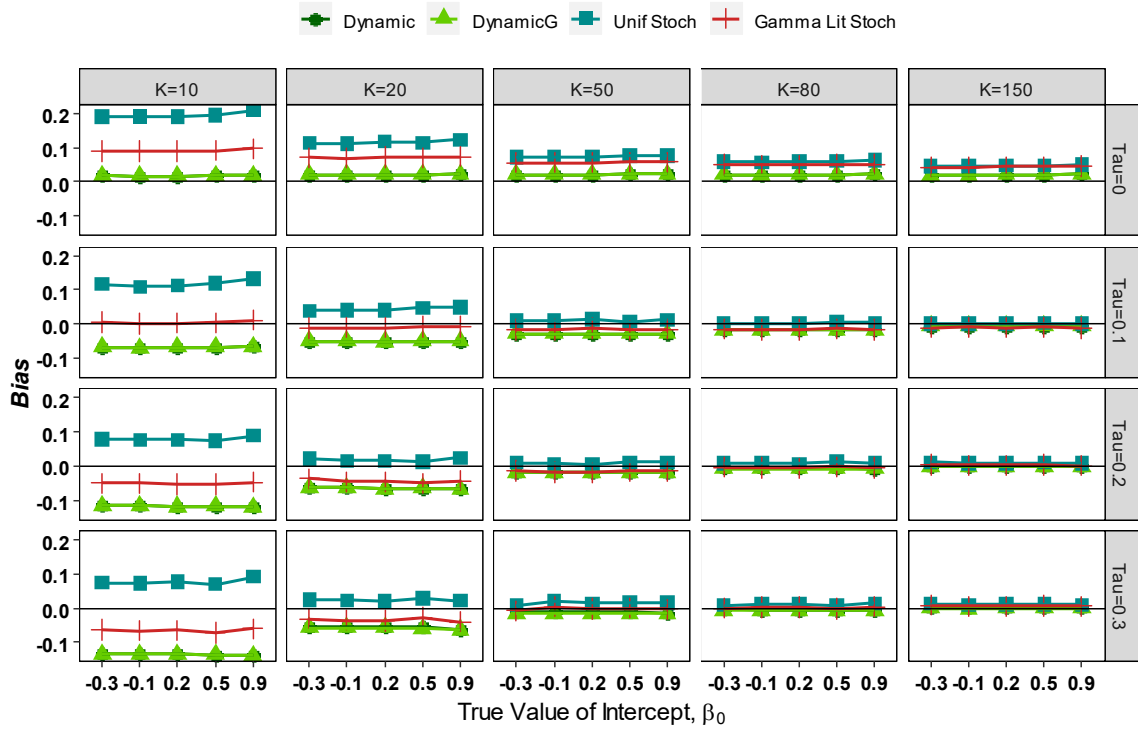 Dynamic DynamicG Unif Stoch Gamma Lit Stoch
K=10 K=20 K=50 K=80 K=150
0.2
0.1
0.0
-0.1
Tau=0
0.2
0.1
0.0
-0.1
Tau=0.1
0.2
0.1
0.0
-0.1
Tau=0.2
0.2
0.1
0.0
-0.1
Tau=0.3
Bias
-0.3 -0.1 0.2 0.5 0.9 -0.3 -0.1 0.2 0.5 0.9 -0.3 -0.1 0.2 0.5 0.9 -0.3 -0.1 0.2 0.5 0.9 -0.3 -0.1 0.2 0.5 0.9
True Value of Intercept, β0